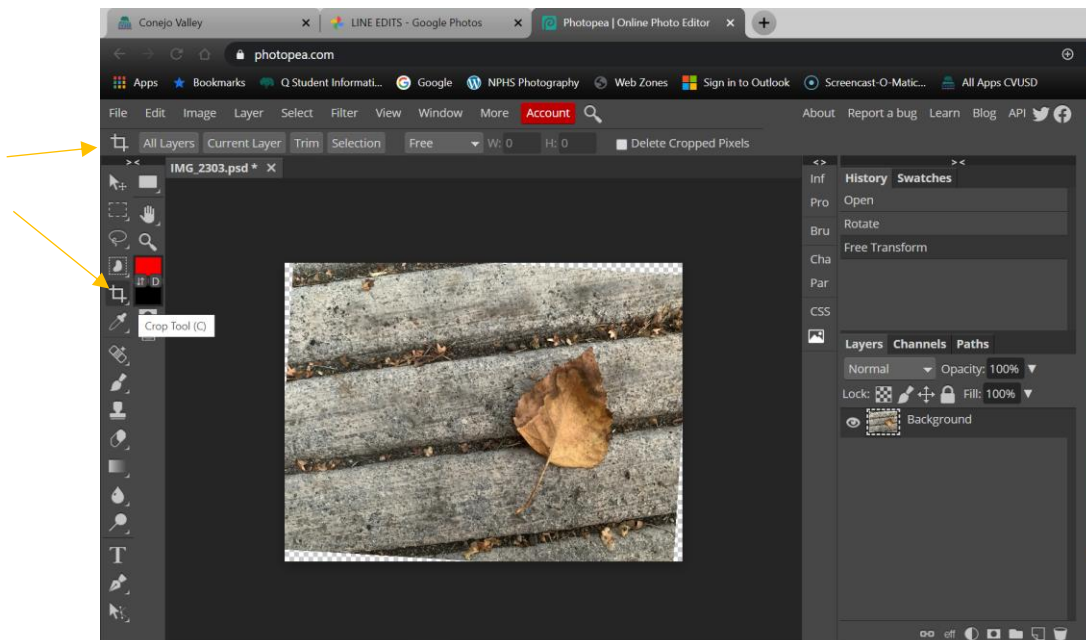 Conejo Valley LINE EDITS - Google Photos Photopea | Online Photo Editor
photopea.com
Apps Bookmarks Q Student Informati... Google NPHS Photography Web Zones Sign in to Outlook Screencast-O-Matic... All Apps CVUSD
File Edit Image Layer Select Filter View Window More Account About Report a bug Learn Blog API
All Layers Current Layer Trim Selection Free W: 0 H: 0 Delete Cropped Pixels
> < IMG_2303.psd * <> > <
Inf History Swatches
Pro Open
Bru Rotate
Cha Free Transform
Par
D
CSS
Crop Tool (C)
Layers Channels Paths
Normal Opacity: 100%
Lock: Fill: 100%
Background
T
eff